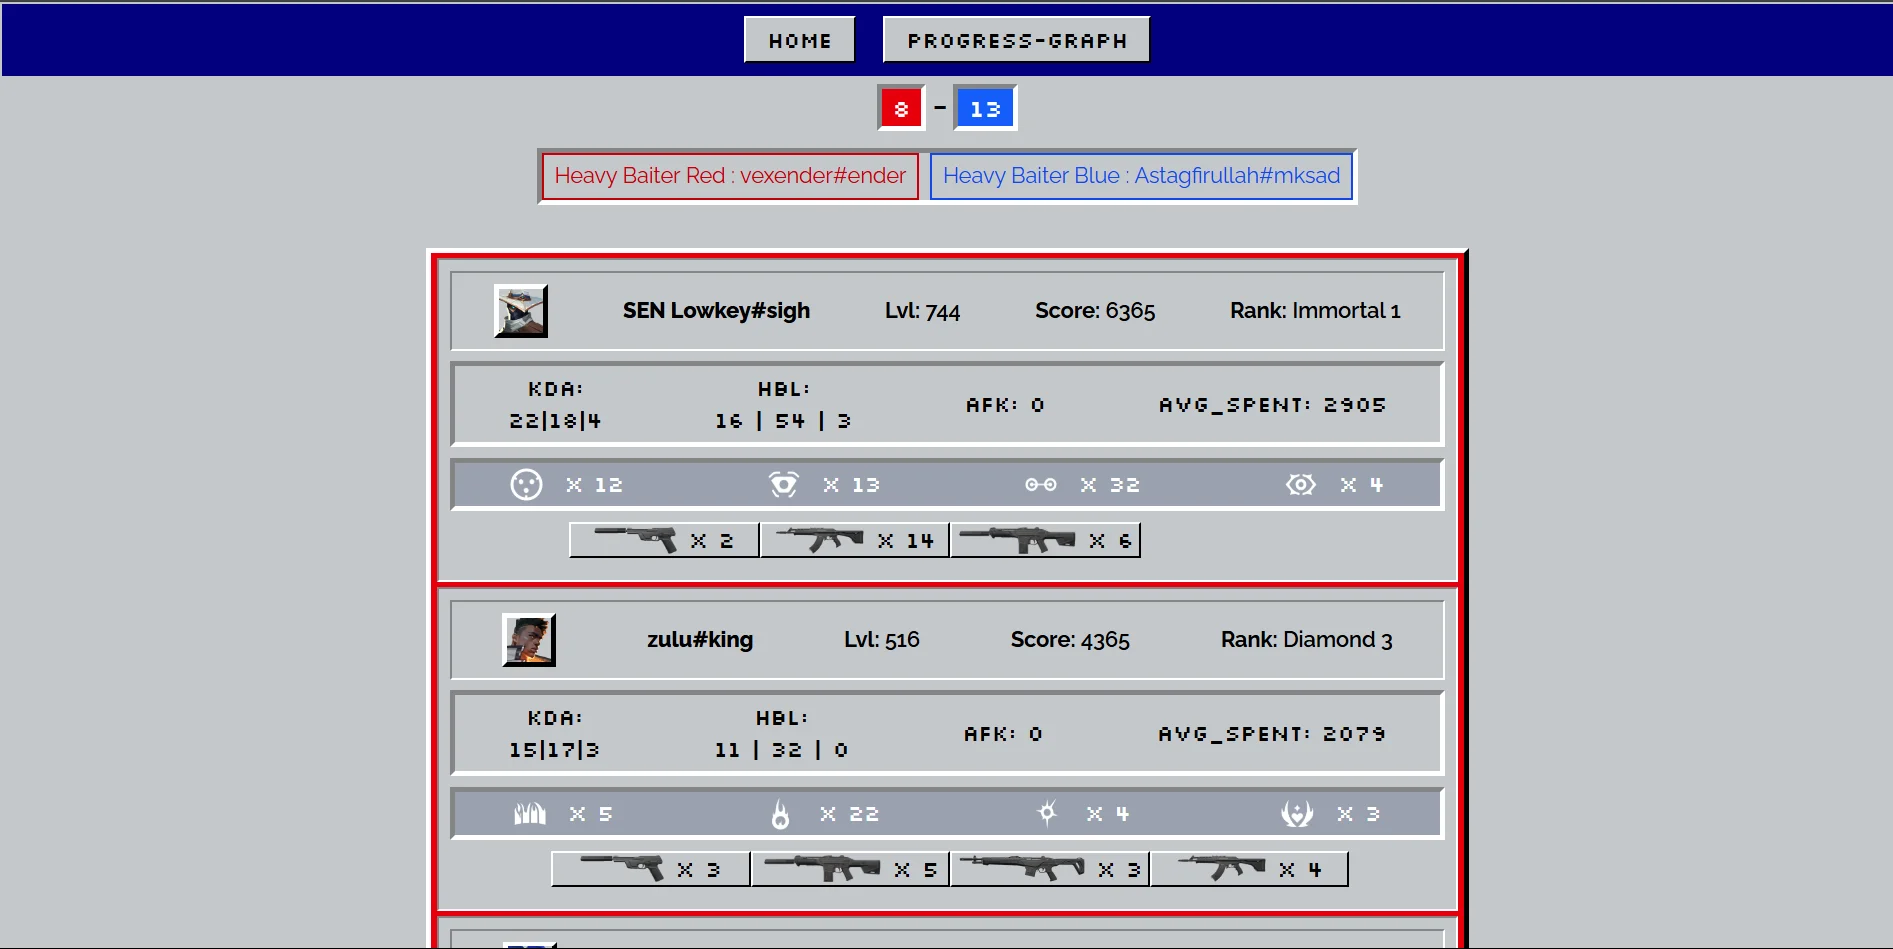 HOME PROGRESS-GRAPH
8 - 13
Heavy Baiter Red : vexender#ender Heavy Baiter Blue : Astagfirullah#mksad
SEN Lowkey#sigh Lvl: 744 Score: 6365 Rank: Immortal 1
KDA: HBL:
22|18|4 16 | 54 | 3 AFK: 0 AVG_SPENT: 2905
X 12 X 13 X 32 X 4
X 2 X 14 X 6
zulu#king Lvl: 516 Score: 4365 Rank: Diamond 3
KDA: HBL:
15|17|3 11 | 32 | 0 AFK: 0 AVG_SPENT: 2079
X 5 X 22 X 4 X 3
X 3 X 5 X 3 X 4